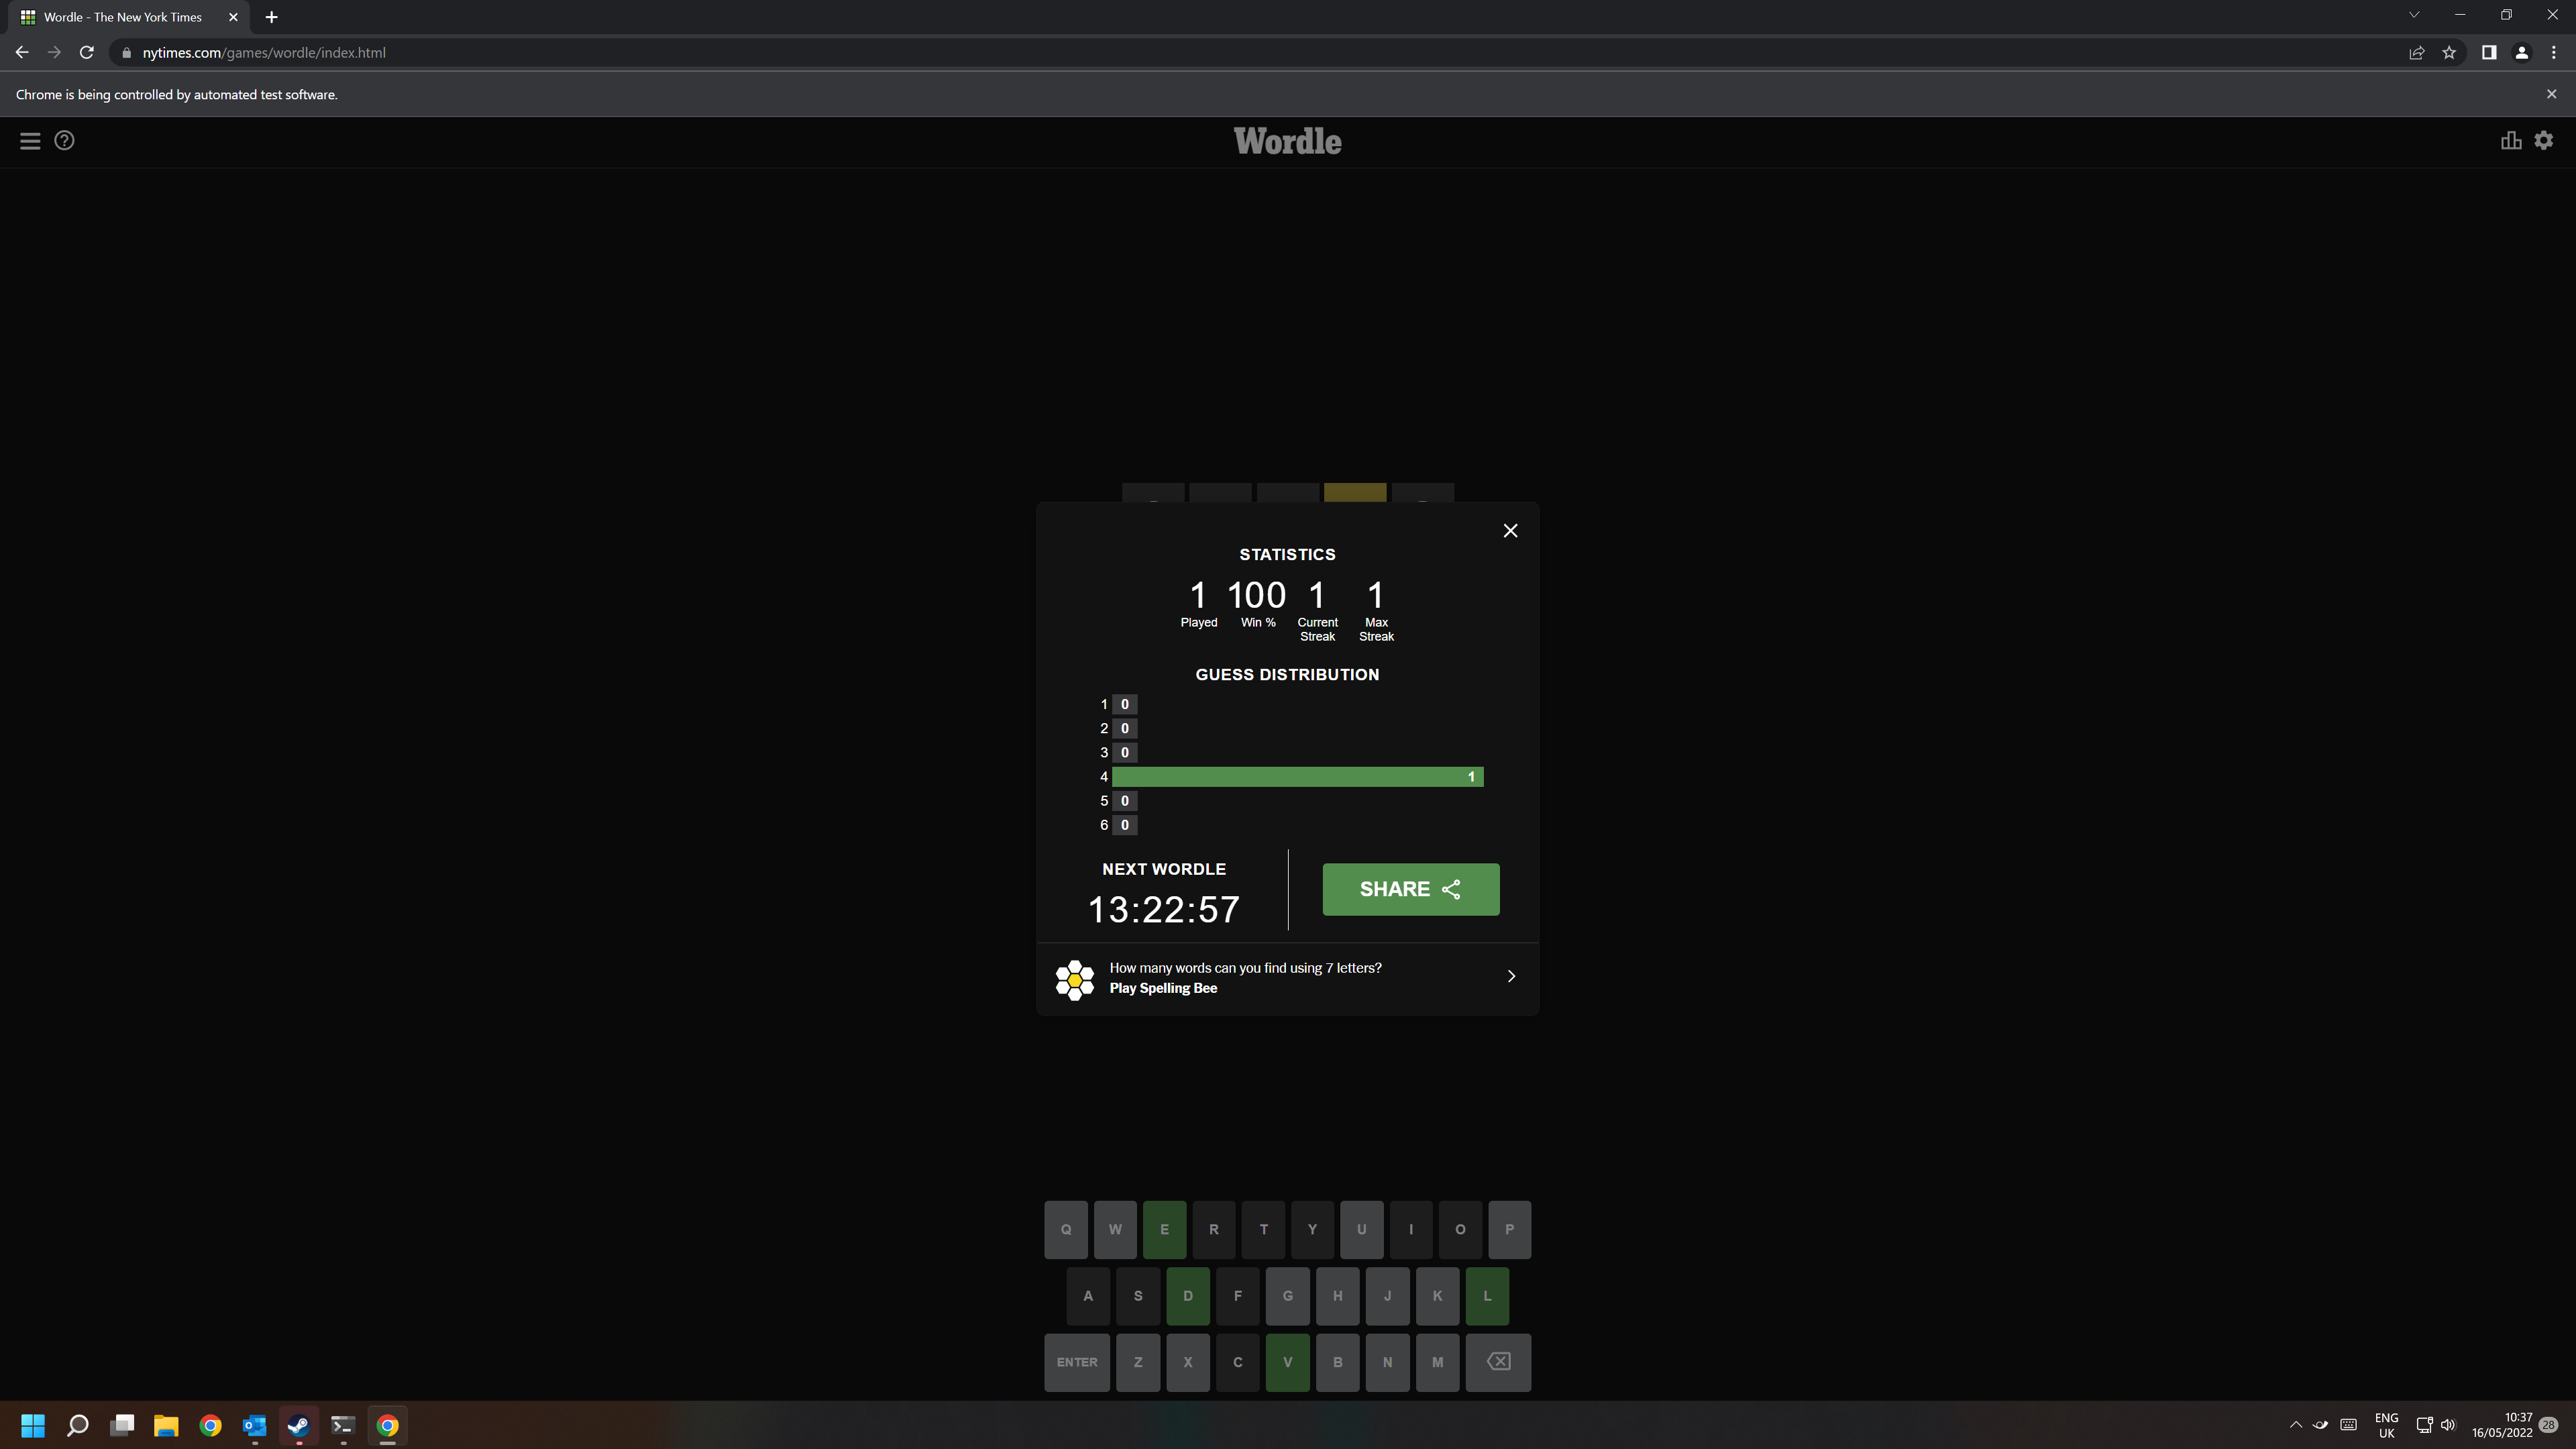 Wordle - The New York Times
nytimes.com/games/wordle/index.html
Chrome is being controlled by automated test software.
Wordle
STATISTICS
1 100 1 1
Played Win % Current Streak Max Streak
GUESS DISTRIBUTION
1 0
2 0
3 0
4 1
5 0
6 0
NEXT WORDLE
13:22:57
SHARE
How many words can you find using 7 letters?
Play Spelling Bee
Q W E R T Y U I O P
A S D F G H J K L
ENTER Z X C V B N M
ENG
UK
10:37
16/05/2022
28